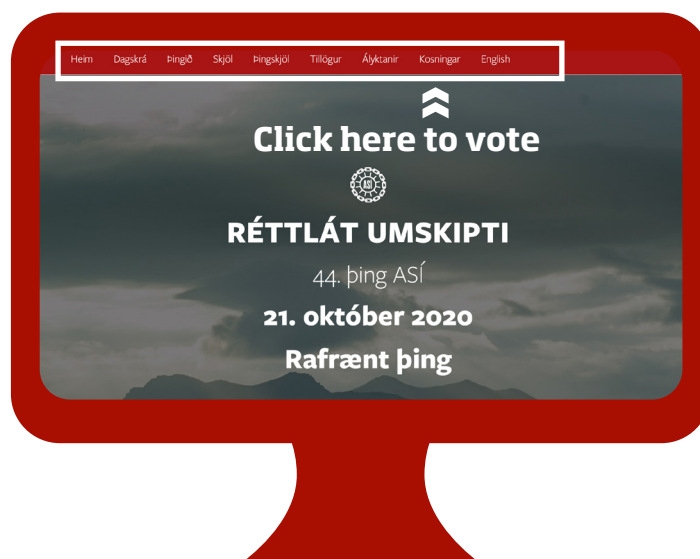 Heim Dagskrá Þingið Skjöl Þingskjöl Tillögur Ályktanir Kosningar English
Click here to vote
ASÍ
RÉTTLÁT UMSKIPTI
44. þing ASÍ
21. október 2020
Rafrænt þing